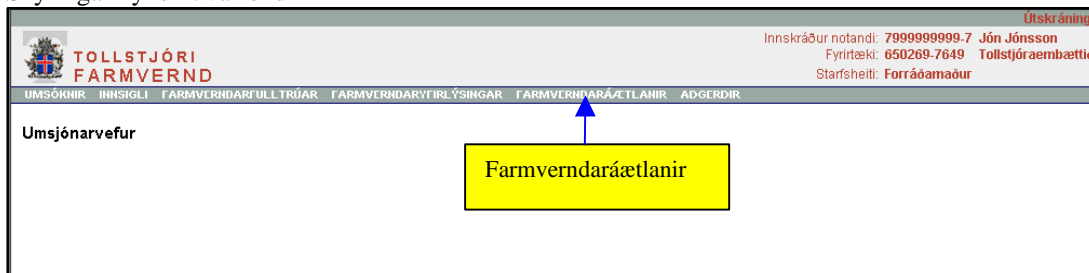 Útskráning
Innskráður notandi: 7999999999-7 Jón Jónsson
TOLLSTJÓRI
Fyrirtæki: 650269-7649 Tollstjóraembættið
FARMVERND
Starfsheiti: Forráðamaður
UMSÓKNIR INNSIGLI FARMVERNDARFULLTRÚAR FARMVERNDARYFIRLÝSINGAR FARMVERNDARÁÆTLANIR AÐGERÐIR
Umsjónarvefur
Farmverndaráætlanir